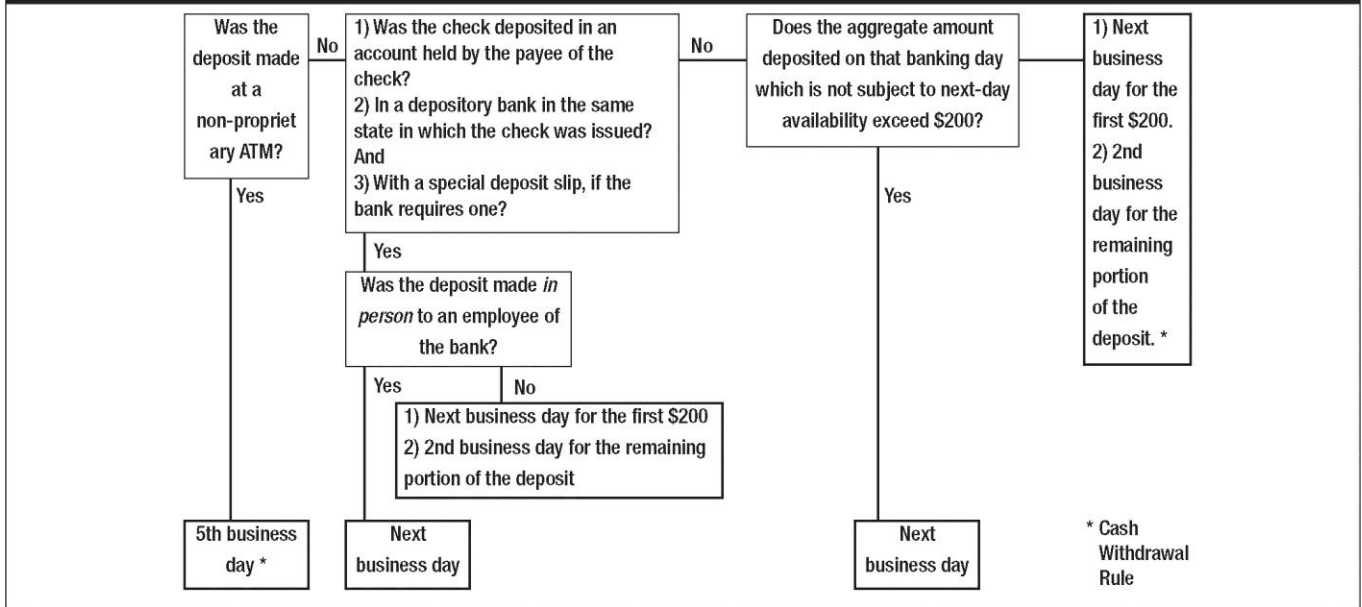 Was the
deposit made
at a
non-propriet
ary ATM?
No
1) Was the check deposited in an
account held by the payee of the
check?
2) In a depository bank in the same
state in which the check was issued?
And
3) With a special deposit slip, if the
bank requires one?
No
Does the aggregate amount
deposited on that banking day
which is not subject to next-day
availability exceed $200?
1) Next
business
day for the
first $200.
2) 2nd
business
day for the
remaining
portion
of the
deposit. *
Yes
Yes
Yes
Was the deposit made in
person to an employee of
the bank?
Yes
No
1) Next business day for the first $200
2) 2nd business day for the remaining
portion of the deposit
5th business
day *
Next
business day
Next
business day
* Cash
Withdrawal
Rule